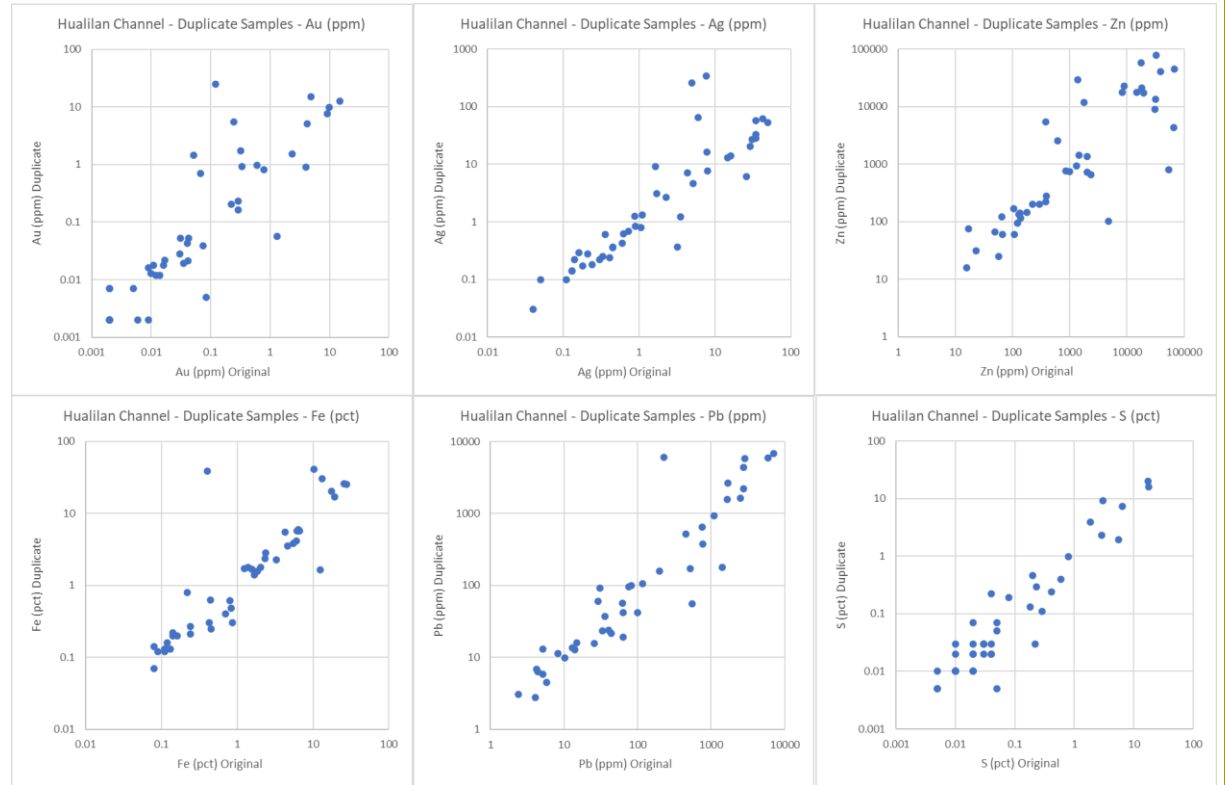 Hualilan Channel - Duplicate Samples - Au (ppm)
100
10
1
0.1
0.01
0.001
Au (ppm) Duplicate
0.001 0.01 0.1 1 10 100
Au (ppm) Original
Hualilan Channel - Duplicate Samples - Ag (ppm)
1000
100
10
1
0.1
0.01
Ag (ppm) Duplicate
0.01 0.1 1 10 100
Ag (ppm) Original
Hualilan Channel - Duplicate Samples - Zn (ppm)
100000
10000
1000
100
10
1
Zn (ppm) Duplicate
1 10 100 1000 10000 100000
Zn (ppm) Original
Hualilan Channel - Duplicate Samples - Fe (pct)
100
10
1
0.1
0.01
Fe (pct) Duplicate
0.01 0.1 1 10 100
Fe (pct) Original
Hualilan Channel - Duplicate Samples - Pb (ppm)
10000
1000
100
10
1
Pb (ppm) Duplicate
1 10 100 1000 10000
Pb (ppm) Original
Hualilan Channel - Duplicate Samples - S (pct)
100
10
1
0.1
0.01
0.001
S (pct) Duplicate
0.001 0.01 0.1 1 10 100
S (pct) Original